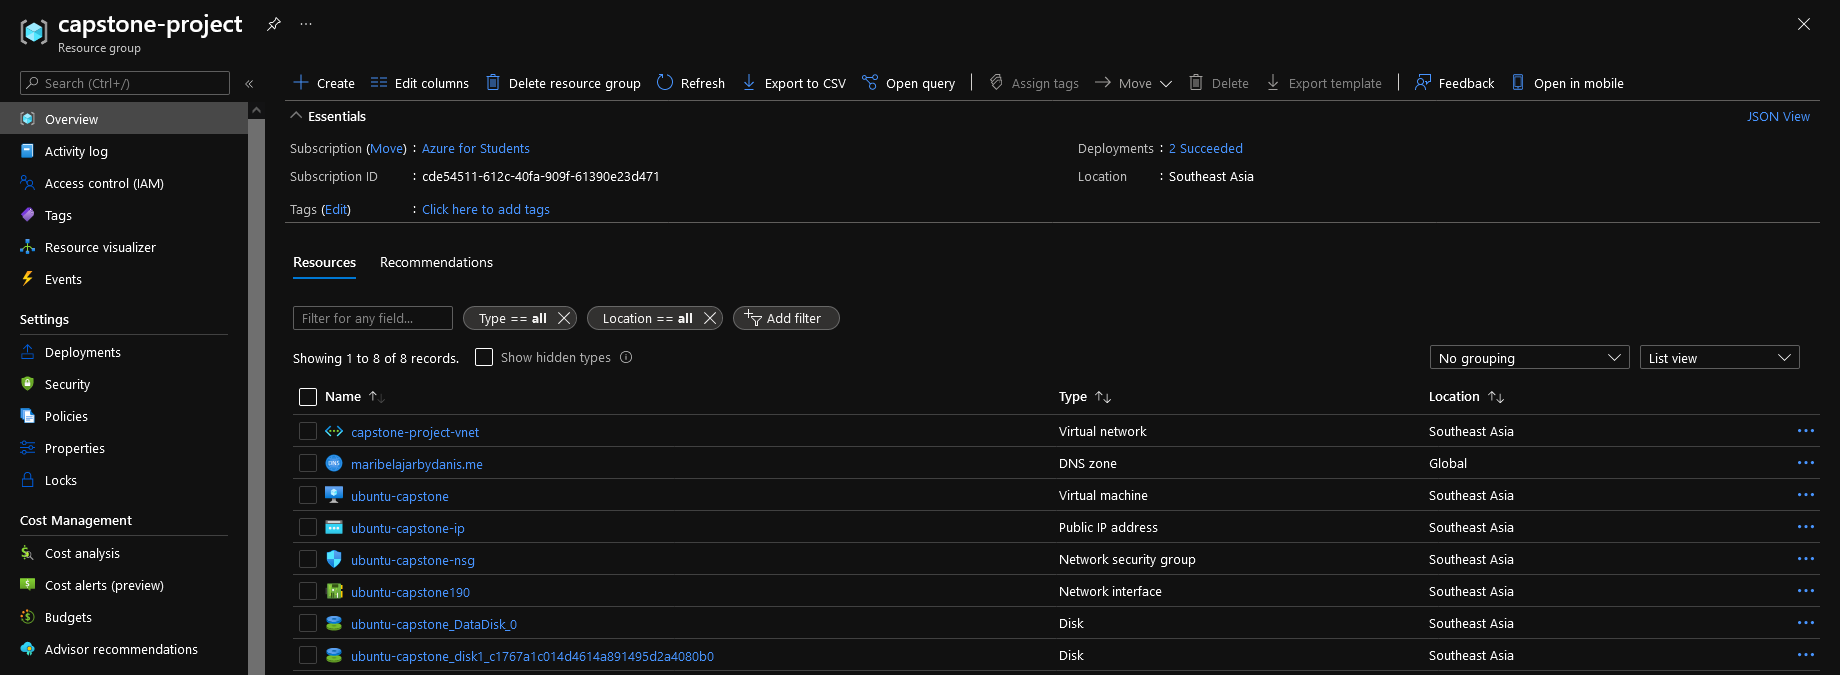 capstone-project
Resource group
Search (Ctrl+/)
Overview
Activity log
Access control (IAM)
Tags
Resource visualizer
Events
Settings
Deployments
Security
Policies
Properties
Locks
Cost Management
Cost analysis
Cost alerts (preview)
Budgets
Advisor recommendations
Create Edit columns Delete resource group Refresh Export to CSV Open query Assign tags Move Delete Export template Feedback Open in mobile
Essentials JSON View
Subscription (Move) : Azure for Students Deployments : 2 Succeeded
Subscription ID : cde54511-612c-40fa-909f-61390e23d471 Location : Southeast Asia
Tags (Edit) : Click here to add tags
Resources Recommendations
Filter for any field... Type == all Location == all Add filter
Showing 1 to 8 of 8 records. Show hidden types No grouping List view
Name Type Location
capstone-project-vnet Virtual network Southeast Asia
DNS maribelajarbydanis.me DNS zone Global
ubuntu-capstone Virtual machine Southeast Asia
ubuntu-capstone-ip Public IP address Southeast Asia
ubuntu-capstone-nsg Network security group Southeast Asia
ubuntu-capstone190 Network interface Southeast Asia
ubuntu-capstone_DataDisk_0 Disk Southeast Asia
ubuntu-capstone_disk1_c1767a1c014d4614a891495d2a4080b0 Disk Southeast Asia